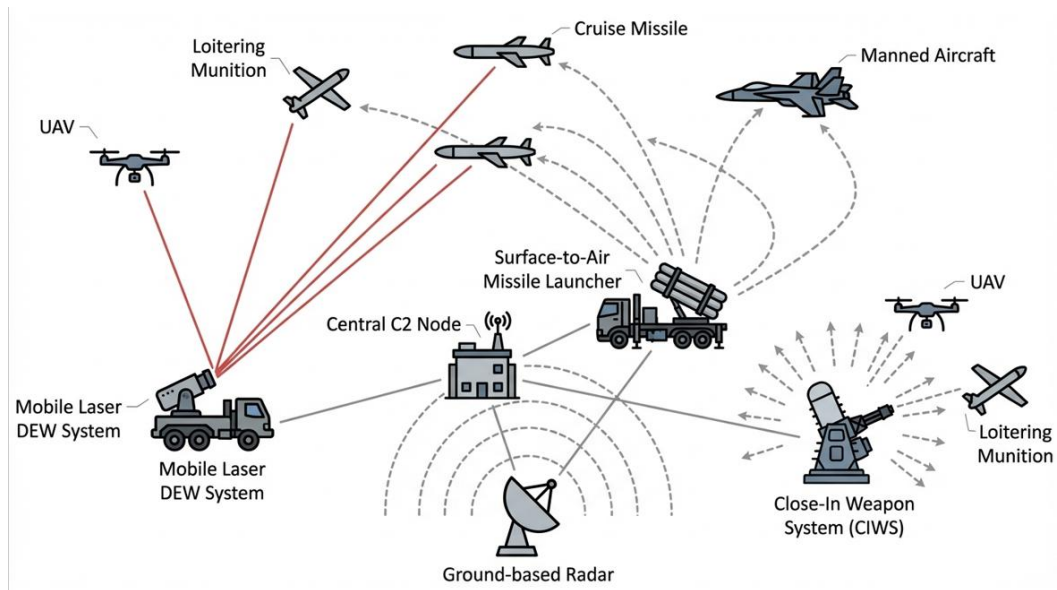 Cruise Missile
Loitering
Munition
Manned Aircraft
UAV
Surface-to-Air
Missile Launcher
UAV
Central C2 Node
Mobile Laser
DEW System
Mobile Laser
DEW System
Loitering
Munition
Close-In Weapon
System (CIWS)
Ground-based Radar